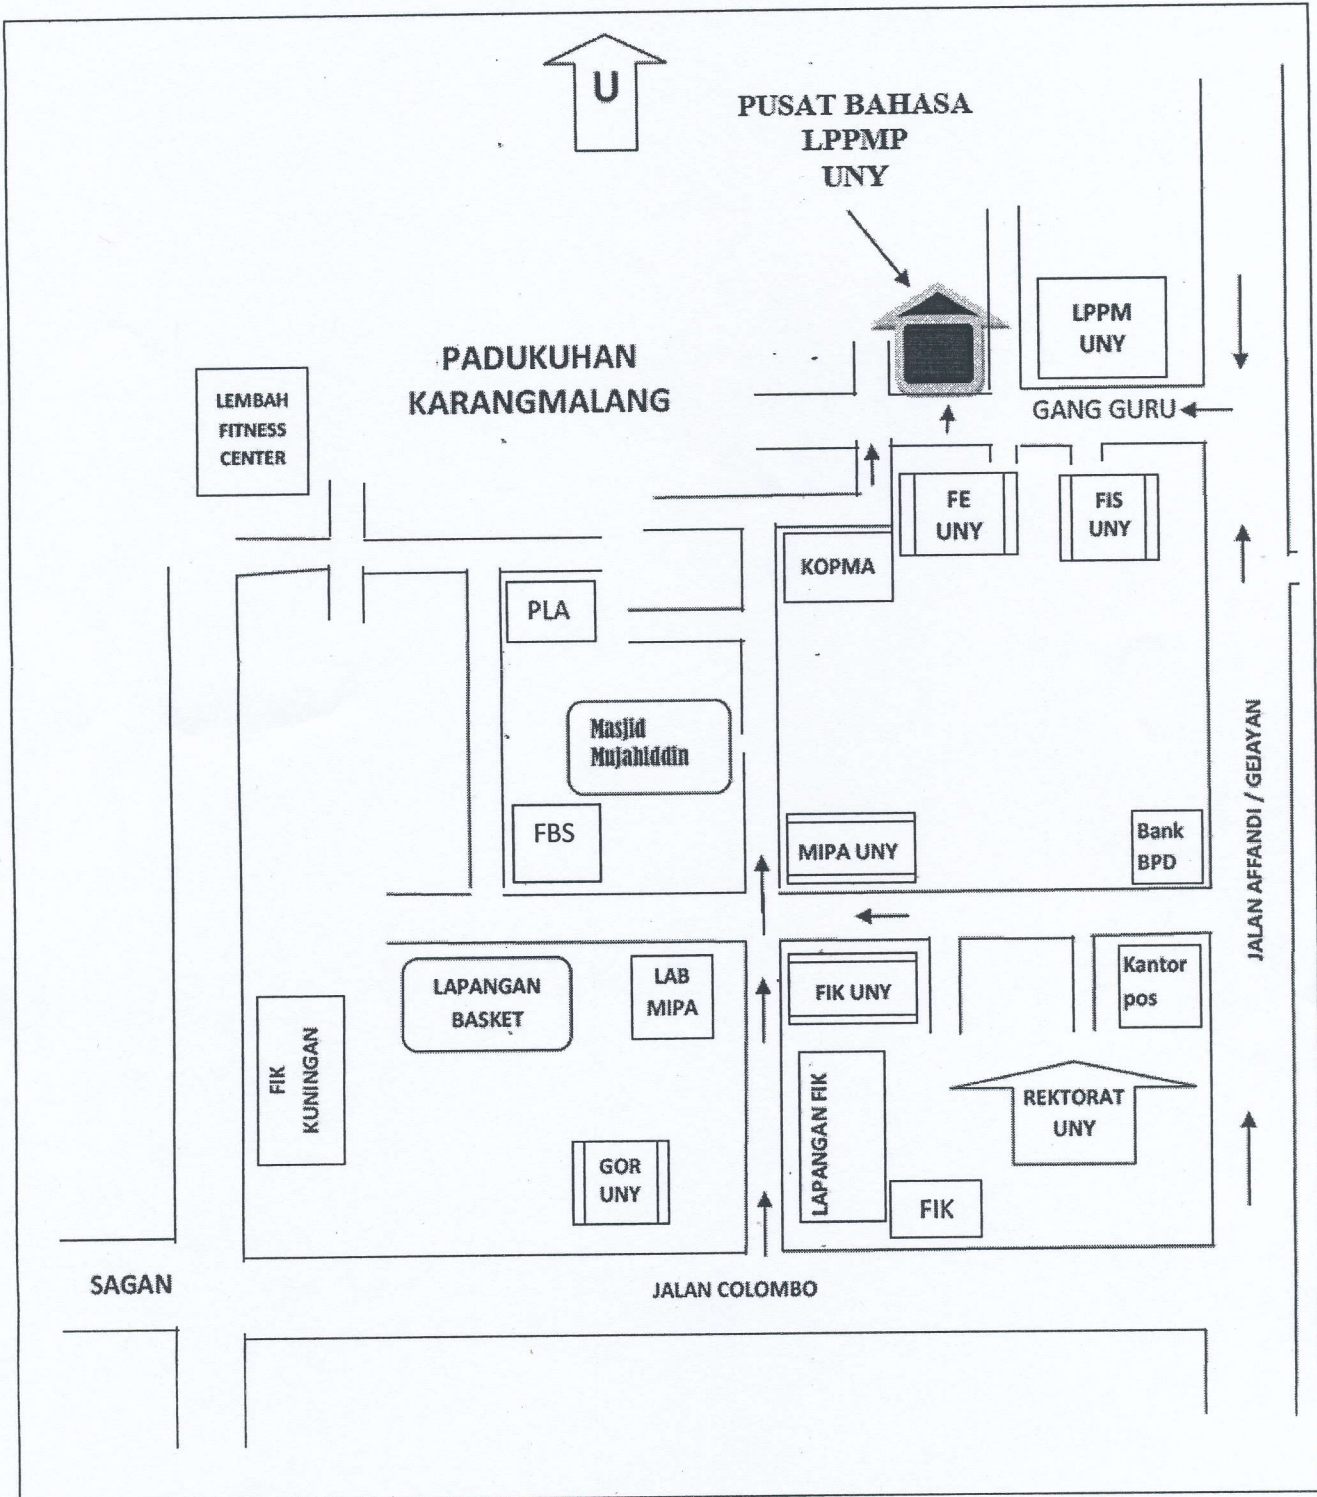 U
PUSAT BAHASA
LPPMP
UNY
LPPM
UNY
PADUKUHAN
KARANGMALANG
LEMBAH
FITNESS
CENTER
GANG GURU
FE
UNY
FIS
UNY
KOPMA
PLA
Masjid
Mujahiddin
FBS
MIPA UNY
Bank
BPD
JALAN AFFANDI / GEJAYAN
LAPANGAN
BASKET
LAB
MIPA
FIK UNY
Kantor
pos
FIK
KUNINGAN
LAPANGAN FIK
REKTORAT
UNY
GOR
UNY
FIK
SAGAN
JALAN COLOMBO